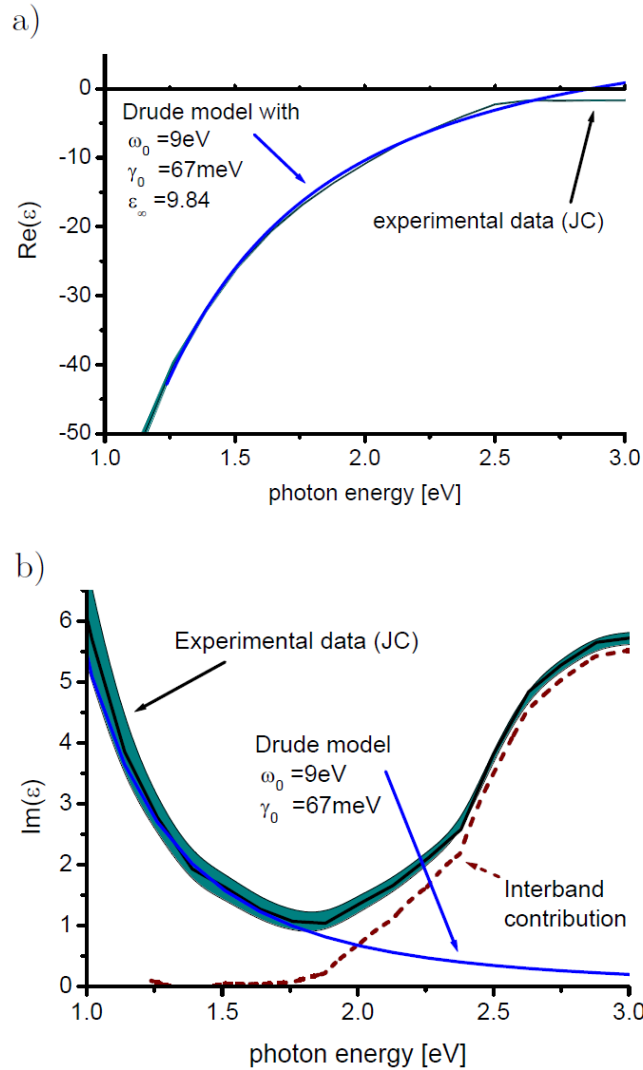 a)
0
-10
-20
-30
-40
-50
Re(ε)
Drude model with
ω₀ =9eV
γ₀ =67meV
ε∞ =9.84
experimental data (JC)
1.0 1.5 2.0 2.5 3.0
photon energy [eV]
b)
6
5
4
3
2
1
0
Im(ε)
Experimental data (JC)
Drude model
ω₀ =9eV
γ₀ =67meV
Interband
contribution
1.0 1.5 2.0 2.5 3.0
photon energy [eV]